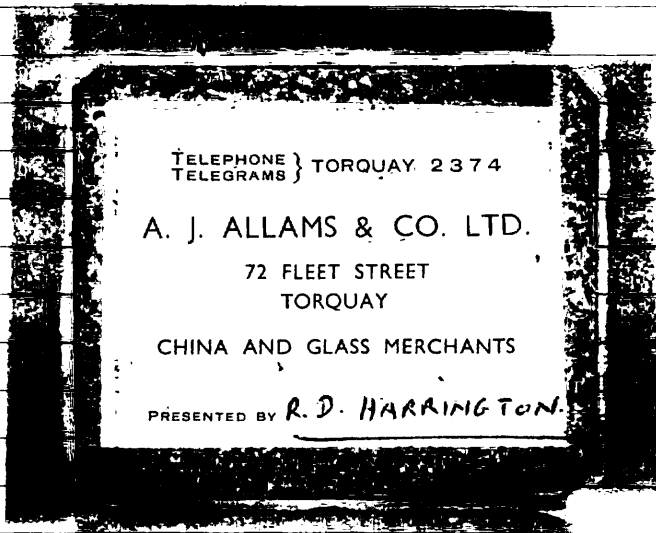 TELEPHONE
TELEGRAMS } TORQUAY 2374
A. J. ALLAMS & CO. LTD.
72 FLEET STREET
TORQUAY
CHINA AND GLASS MERCHANTS
PRESENTED BY R. D. HARRINGTON.